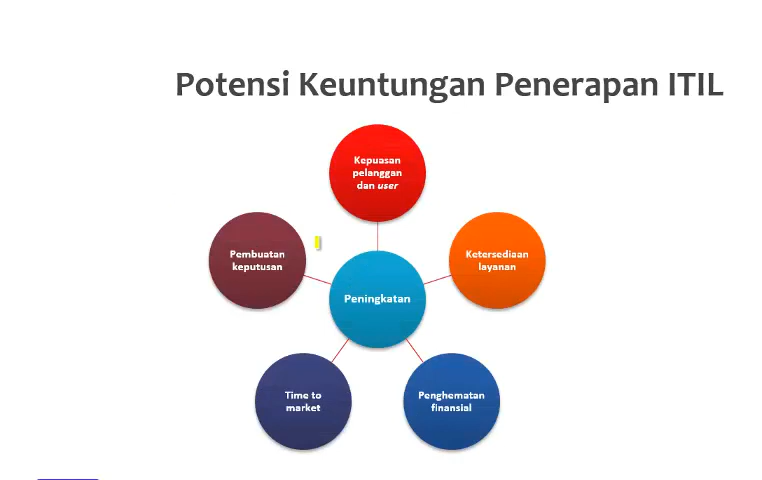 Potensi Keuntungan Penerapan ITIL
Kepuasan
pelanggan
dan user
Pembuatan
keputusan
Ketersediaan
layanan
Peningkatan
Time to
market
Penghematan
finansial